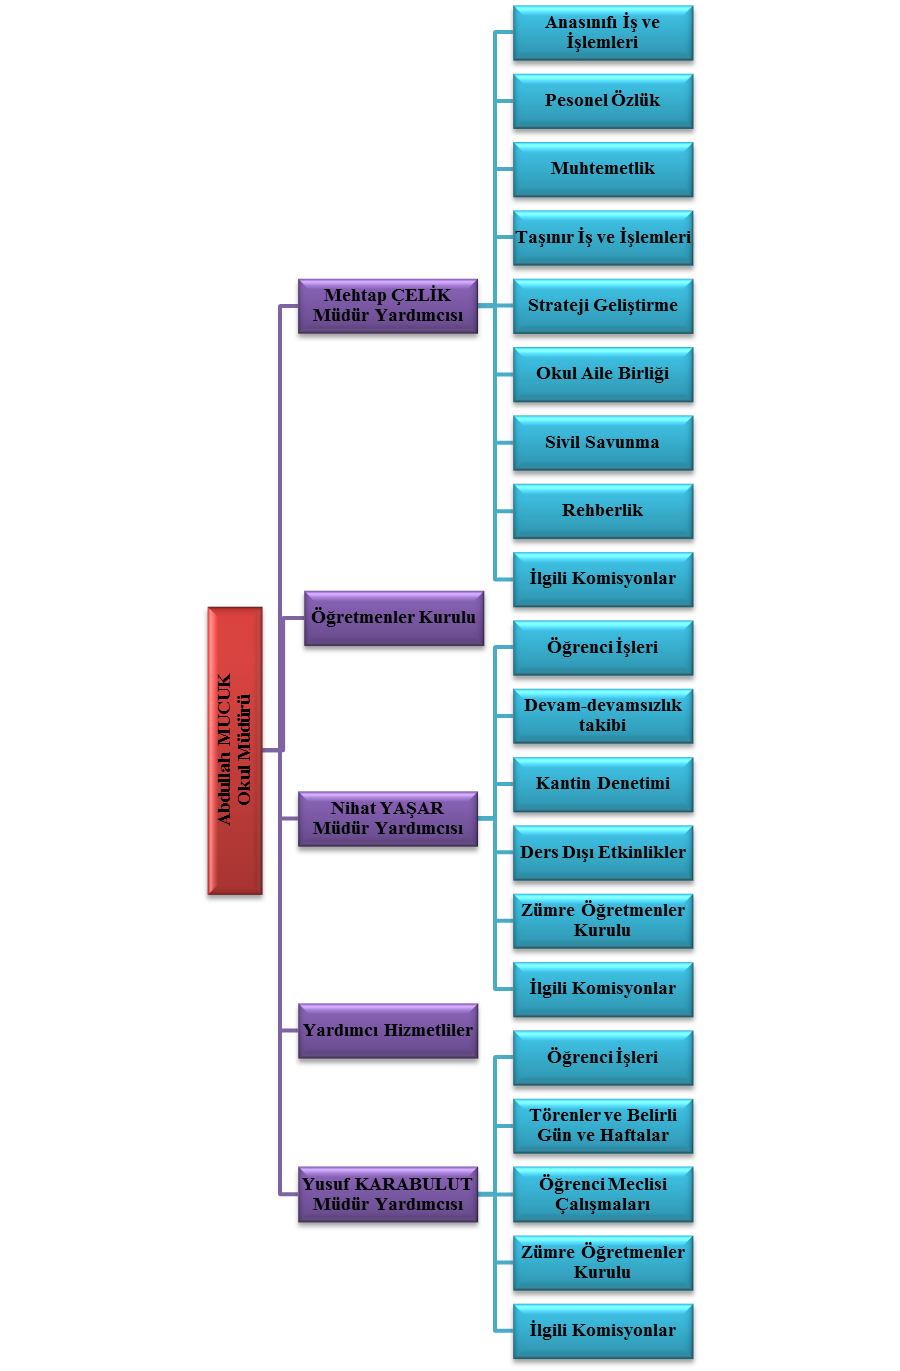 Abdullah MUCUK
Okul Müdürü
Mehtap ÇELİK
Müdür Yardımcısı
Anasınıfı İş ve
İşlemleri
Pesonel Özlük
Muhtemetlik
Taşınır İş ve İşlemleri
Strateji Geliştirme
Okul Aile Birliği
Sivil Savunma
Rehberlik
İlgili Komisyonlar
Öğretmenler Kurulu
Nihat YAŞAR
Müdür Yardımcısı
Öğrenci İşleri
Devam-devamsızlık
takibi
Kantin Denetimi
Ders Dışı Etkinlikler
Zümre Öğretmenler
Kurulu
İlgili Komisyonlar
Yardımcı Hizmetliler
Yusuf KARABULUT
Müdür Yardımcısı
Öğrenci İşleri
Törenler ve Belirli
Gün ve Haftalar
Öğrenci Meclisi
Çalışmaları
Zümre Öğretmenler
Kurulu
İlgili Komisyonlar